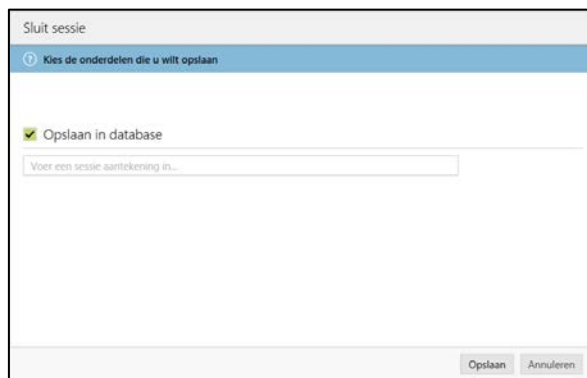 Sluit sessie
Kies de onderdelen die u wilt opslaan
Opslaan in database
Voer een sessie aantekening in...
Opslaan Annuleren